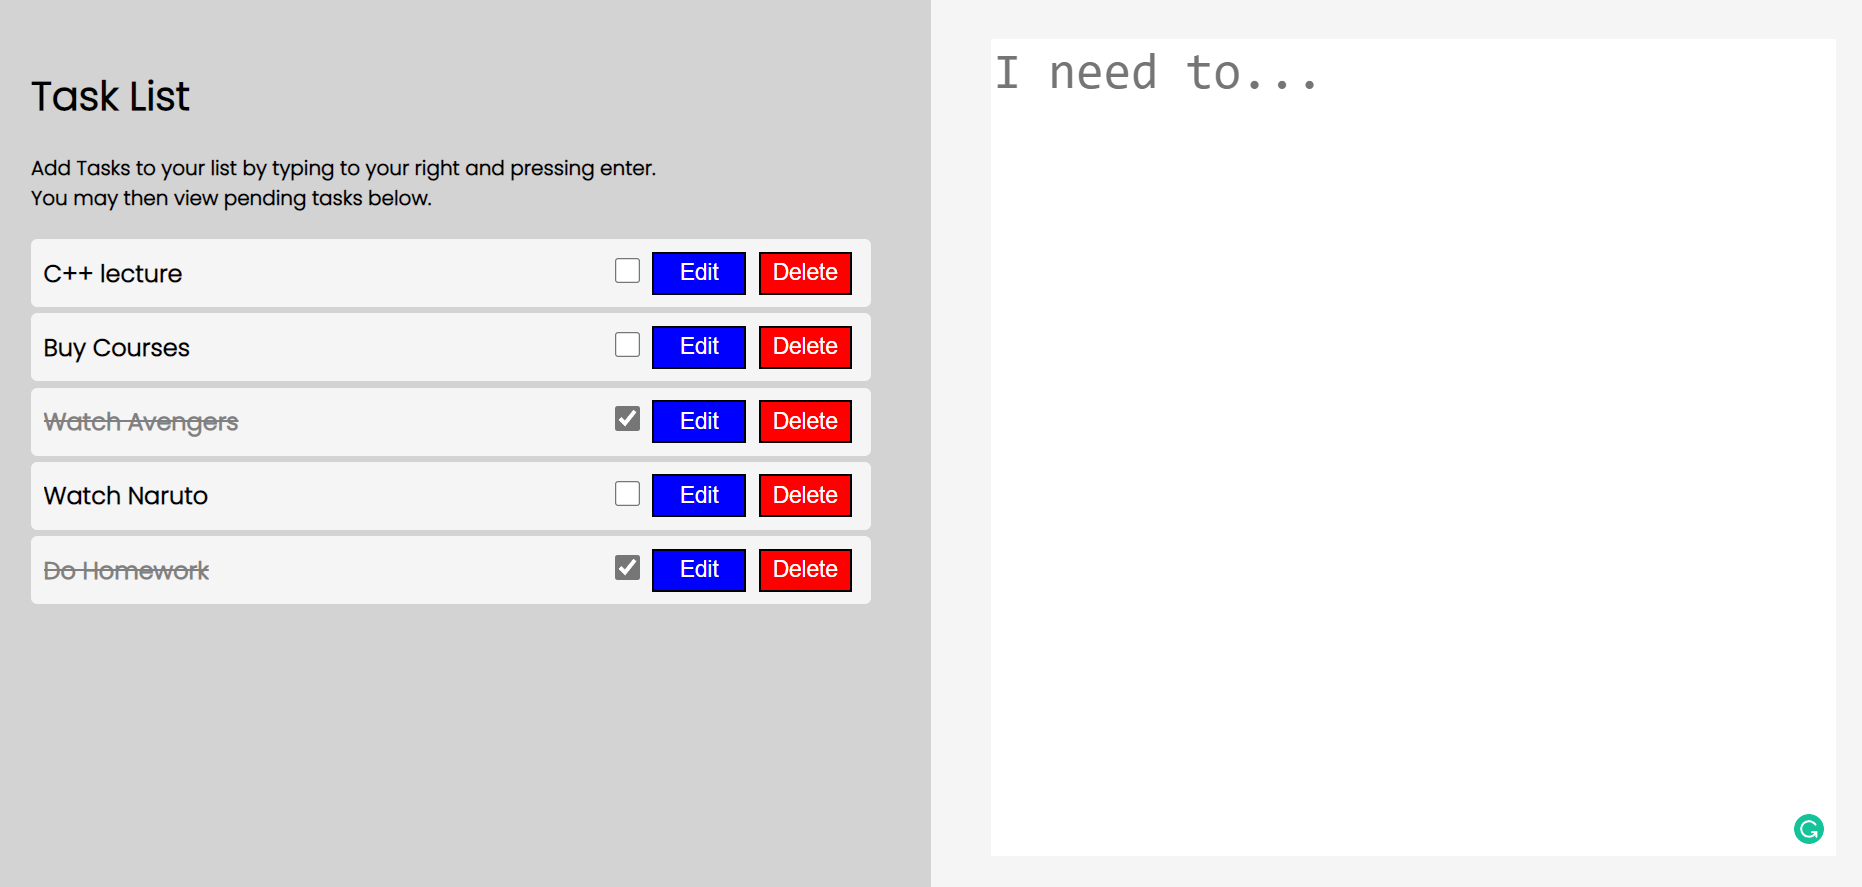 Task List
Add Tasks to your list by typing to your right and pressing enter.
You may then view pending tasks below.
C++ lecture Edit Delete
Buy Courses Edit Delete
Watch Avengers Edit Delete
Watch Naruto Edit Delete
Do Homework Edit Delete
I need to...